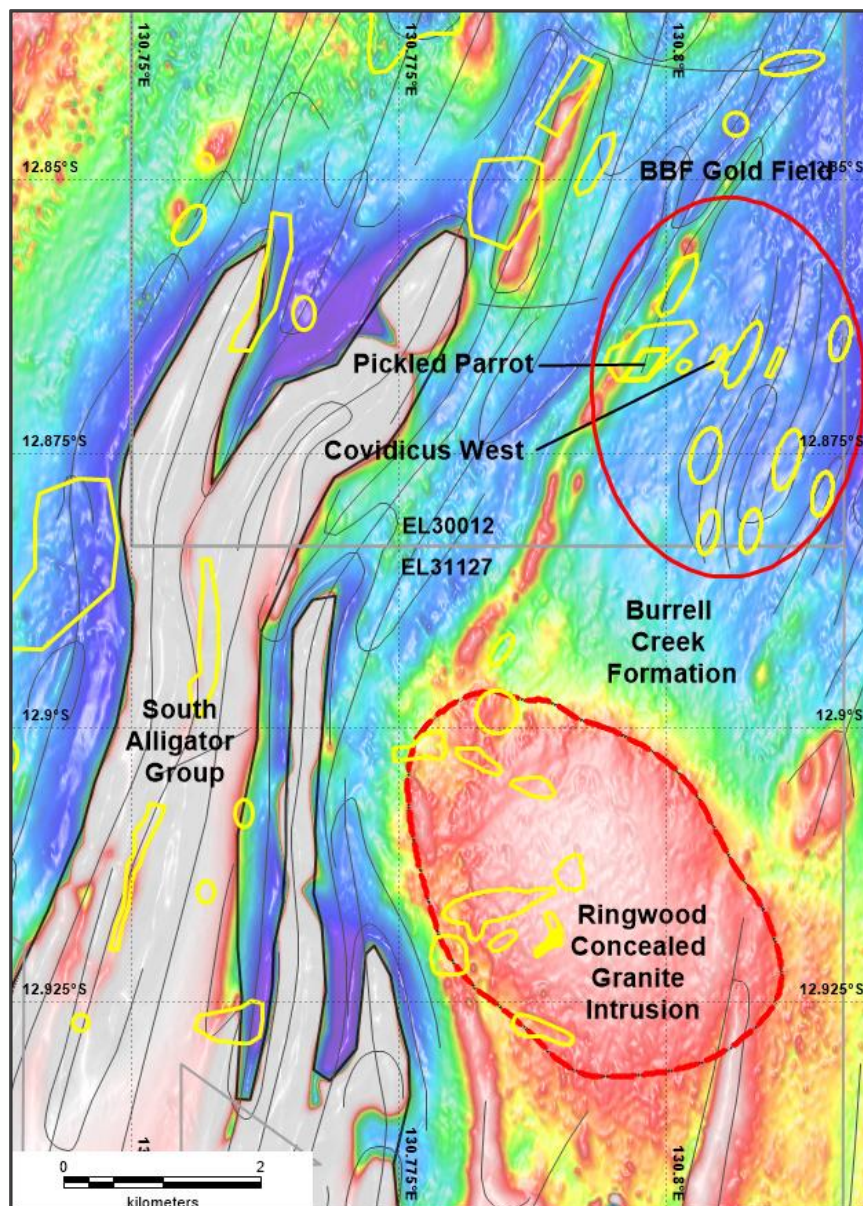 130.75°E
130.775°E
130.8°E
12.85°S
12.85°S
BBF Gold Field
Pickled Parrot
Covidicus West
12.875°S
12.875°S
EL30012
EL31127
Burrell
Creek
Formation
12.9°S
12.9°S
South
Alligator
Group
Ringwood
Concealed
Granite
Intrusion
12.925°S
12.925°S
130.775°E
130.8°E
0 2
kilometers